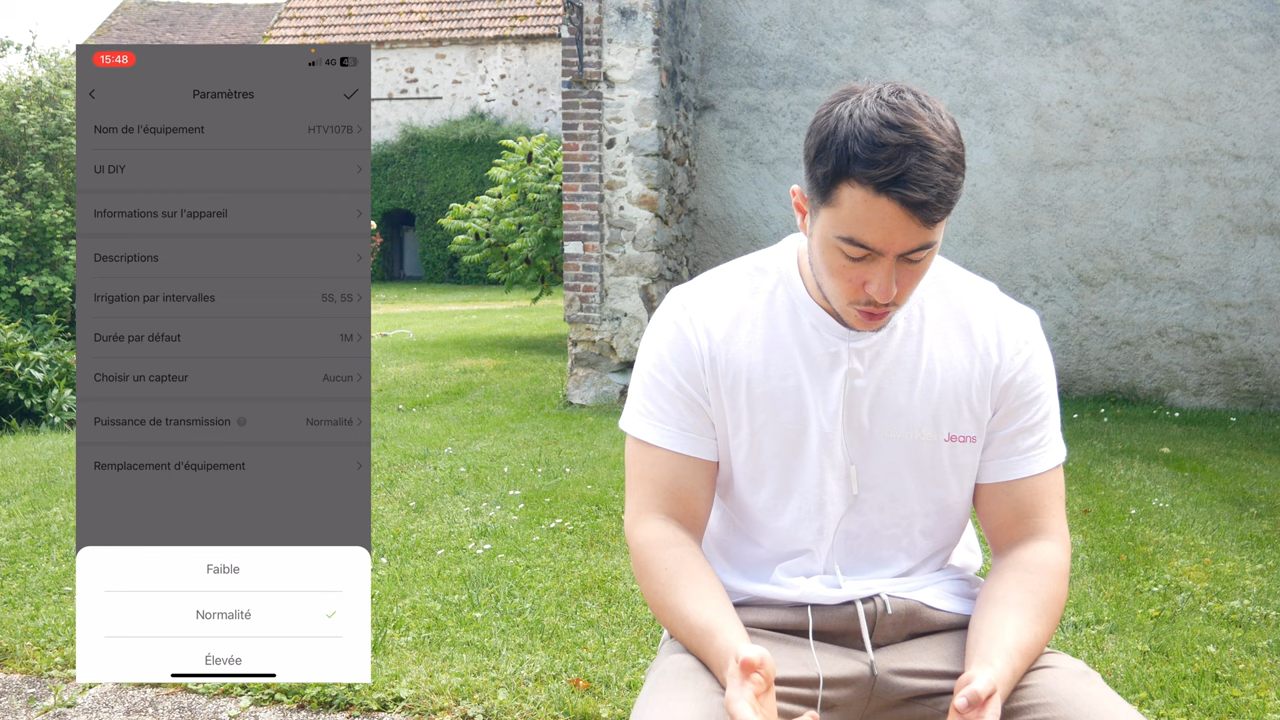 15:48
4G
Paramètres
Nom de l'équipement HTV107B
UI DIY
Informations sur l'appareil
Descriptions
Irrigation par intervalles 5S, 5S
Durée par défaut 1M
Choisir un capteur Aucun
Puissance de transmission Normalité
Remplacement d'équipement
Faible
Normalité
Élevée
Jeans